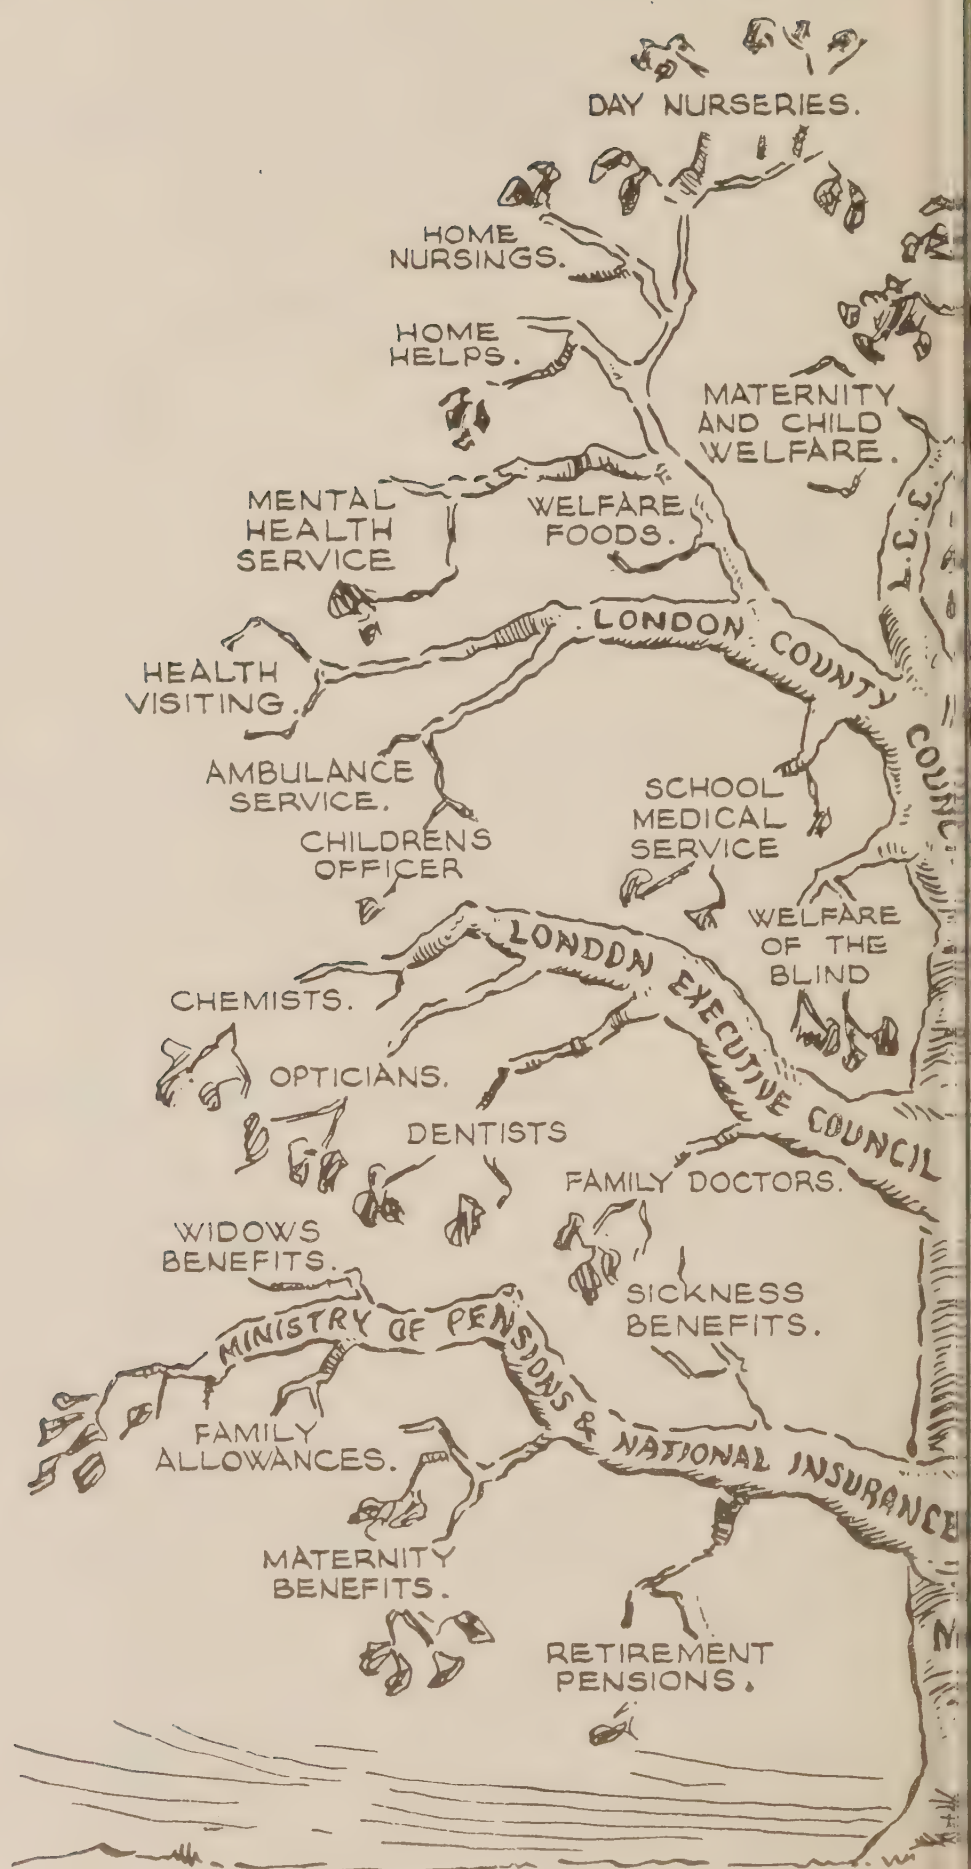 DAY NURSERIES.
HOME
NURSINGS.
HOME
HELPS.
MATERNITY
AND CHILD
WELFARE.
MENTAL
HEALTH
SERVICE
WELFARE
FOODS.
L.C.C.
LONDON COUNTY COUNC
HEALTH
VISITING.
AMBULANCE
SERVICE.
CHILDRENS
OFFICER
SCHOOL
MEDICAL
SERVICE
WELFARE
OF THE
BLIND
LONDON EXECUTIVE COUNCIL
CHEMISTS.
OPTICIANS.
DENTISTS
FAMILY DOCTORS.
WIDOWS
BENEFITS.
SICKNESS
BENEFITS.
MINISTRY OF PENSIONS & NATIONAL INSURANCE
FAMILY
ALLOWANCES.
MATERNITY
BENEFITS.
RETIREMENT
PENSIONS.
N